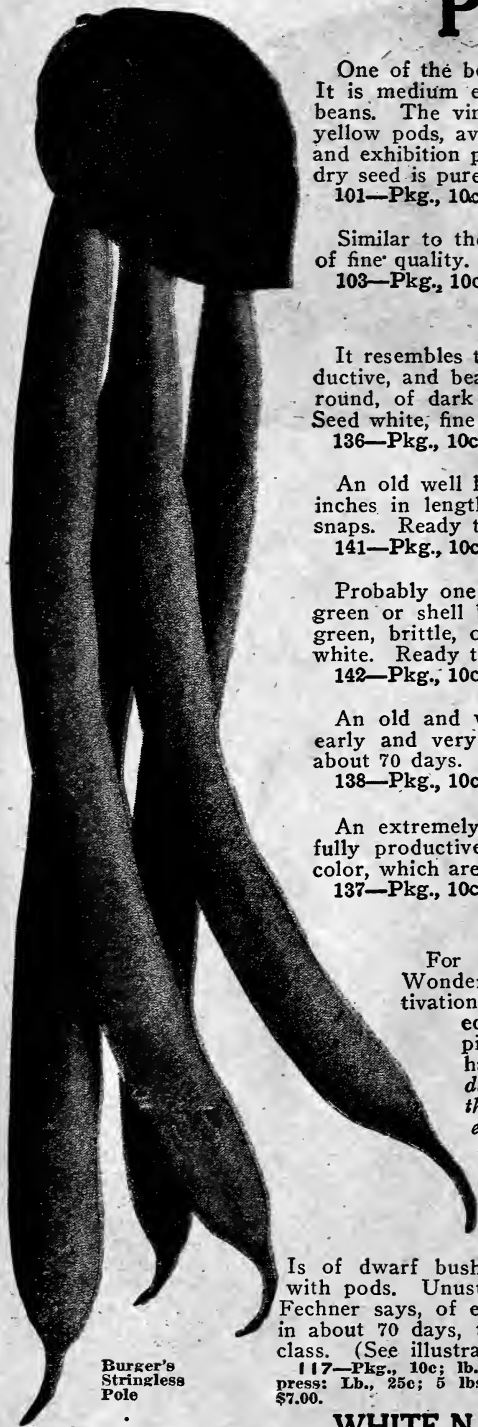 P
One of the be
It is medium e
beans. The vin
yellow pods, av
and exhibition p
dry seed is pure
101—Pkg., 10c
Similar to the
of fine quality.
103—Pkg., 10c
It resembles t
ductive, and bea
round, of dark
Seed white, fine
136—Pkg., 10c
An old well
inches in length
snaps. Ready t
141—Pkg., 10c
Probably one
green or shell
green, brittle, c
white. Ready t
142—Pkg., 10c
An old and v
early and very
about 70 days.
138—Pkg., 10c
An extremely
fully productive
color, which are
137—Pkg., 10c
For
Wonder
tivation
ec
pi
h
d
th
e
Is of dwarf bush
with pods. Unusu
Fechner says, of e
in about 70 days, t
class. (See illustra
117—Pkg., 10c; lb.
press: Lb., 25c; 5 lbs
$7.00.
Burger's
Stringless
Pole
WHITE N